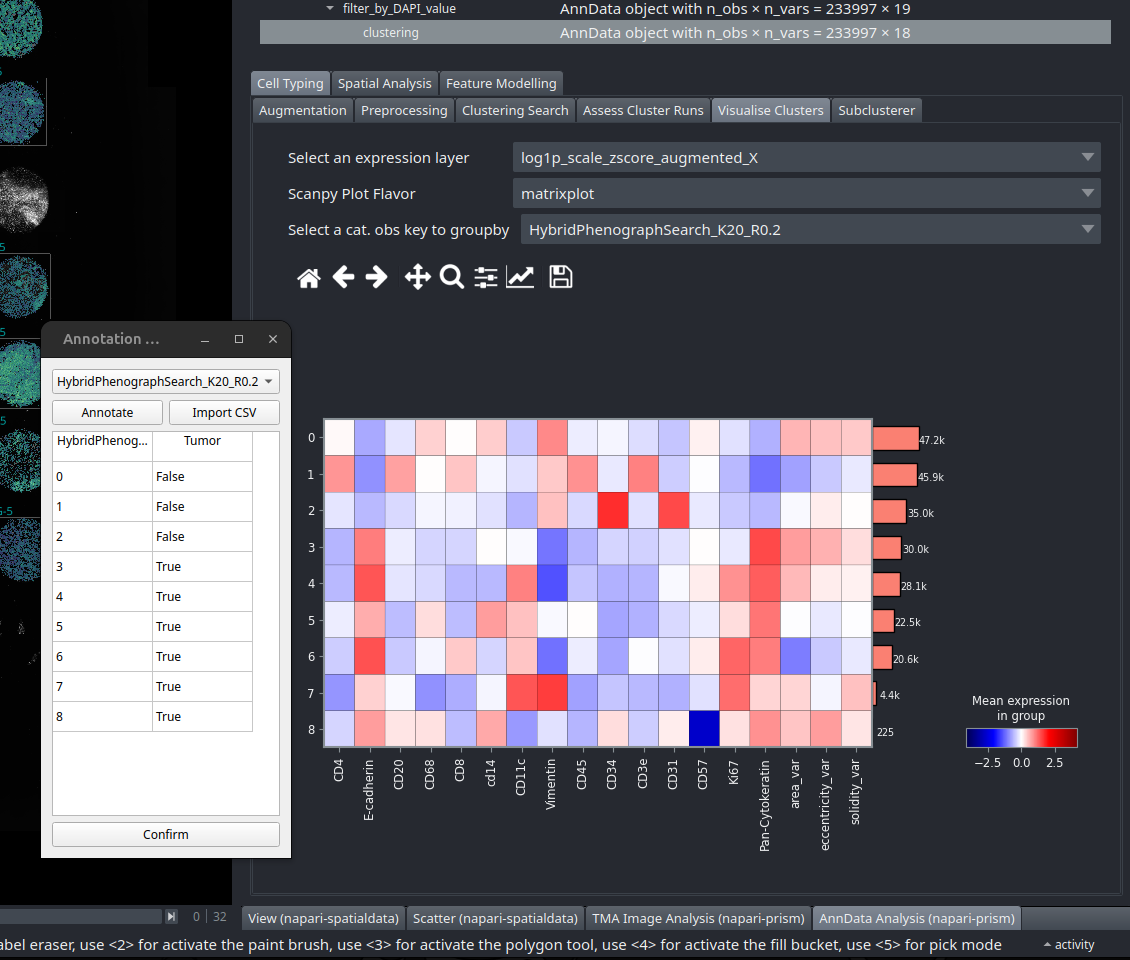 filter_by_DAPI_value AnnData object with n_obs × n_vars = 233997 × 19
clustering AnnData object with n_obs × n_vars = 233997 × 18
Cell Typing Spatial Analysis Feature Modelling
Augmentation Preprocessing Clustering Search Assess Cluster Runs Visualise Clusters Subclusterer
Select an expression layer log1p_scale_zscore_augmented_X
Scanpy Plot Flavor matrixplot
Select a cat. obs key to groupby HybridPhenographSearch_K20_R0.2
Annotation ...
HybridPhenographSearch_K20_R0.2
Annotate Import CSV
HybridPhenog... Tumor
0 False
1 False
2 False
3 True
4 True
5 True
6 True
7 True
8 True
Confirm
0 47.2k
1 45.9k
2 35.0k
3 30.0k
4 28.1k
5 22.5k
6 20.6k
7 4.4k
8 225
CD4 E-cadherin CD20 CD68 CD8 cd14 CD11c Vimentin CD45 CD34 CD3e CD31 CD57 Ki67 Pan-Cytokeratin area_var eccentricity_var solidity_var
Mean expression
in group
−2.5 0.0 2.5
0 32
View (napari-spatialdata) Scatter (napari-spatialdata) TMA Image Analysis (napari-prism) AnnData Analysis (napari-prism)
abel eraser, use <2> for activate the paint brush, use <3> for activate the polygon tool, use <4> for activate the fill bucket, use <5> for pick mode activity